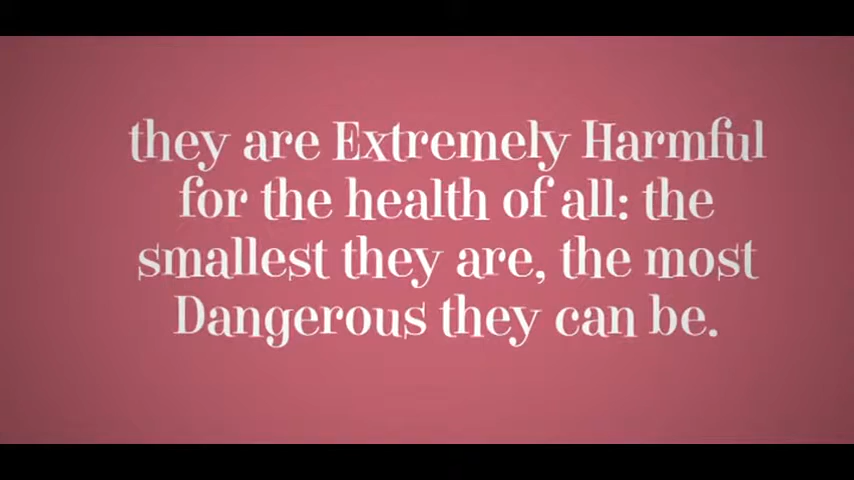 they are Extremely Harmful
for the health of all: the
smallest they are, the most
Dangerous they can be.